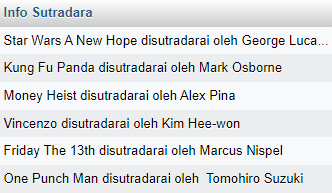 Info Sutradara
Star Wars A New Hope disutradarai oleh George Luca...
Kung Fu Panda disutradarai oleh Mark Osborne
Money Heist disutradarai oleh Alex Pina
Vincenzo disutradarai oleh Kim Hee-won
Friday The 13th disutradarai oleh Marcus Nispel
One Punch Man disutradarai oleh  Tomohiro Suzuki